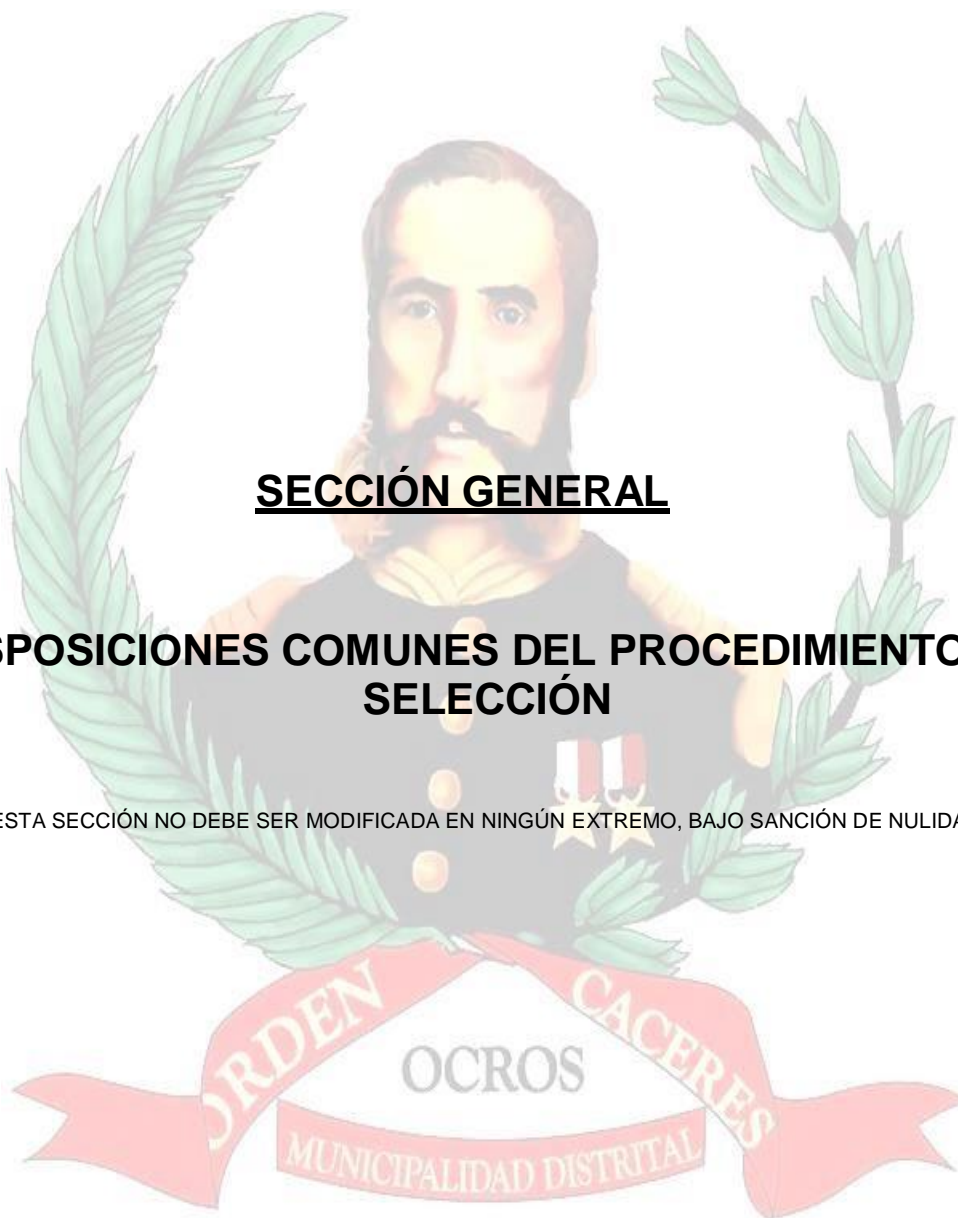 SECCIÓN GENERAL
SPOSICIONES COMUNES DEL PROCEDIMIENTO
SELECCIÓN
ESTA SECCIÓN NO DEBE SER MODIFICADA EN NINGÚN EXTREMO, BAJO SANCIÓN DE NULIDA
ORDEN
CACERES
OCROS
MUNICIPALIDAD DISTRITAL